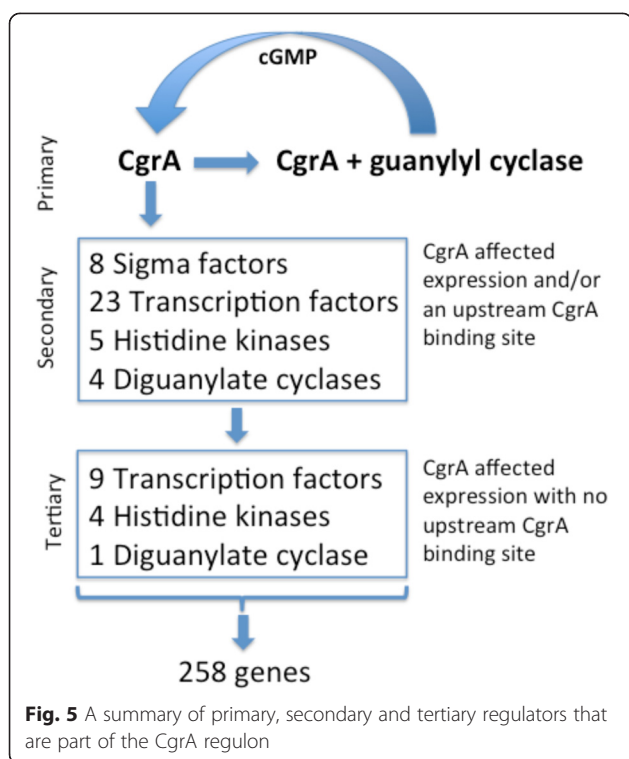 cGMP
Primary
CgrA
CgrA + guanylyl cyclase
Secondary
8 Sigma factors
23 Transcription factors
5 Histidine kinases
4 Diguanylate cyclases
CgrA affected
expression and/or
an upstream CgrA
binding site
Tertiary
9 Transcription factors
4 Histidine kinases
1 Diguanylate cyclase
CgrA affected
expression with no
upstream CgrA
binding site
258 genes
Fig. 5 A summary of primary, secondary and tertiary regulators that
are part of the CgrA regulon